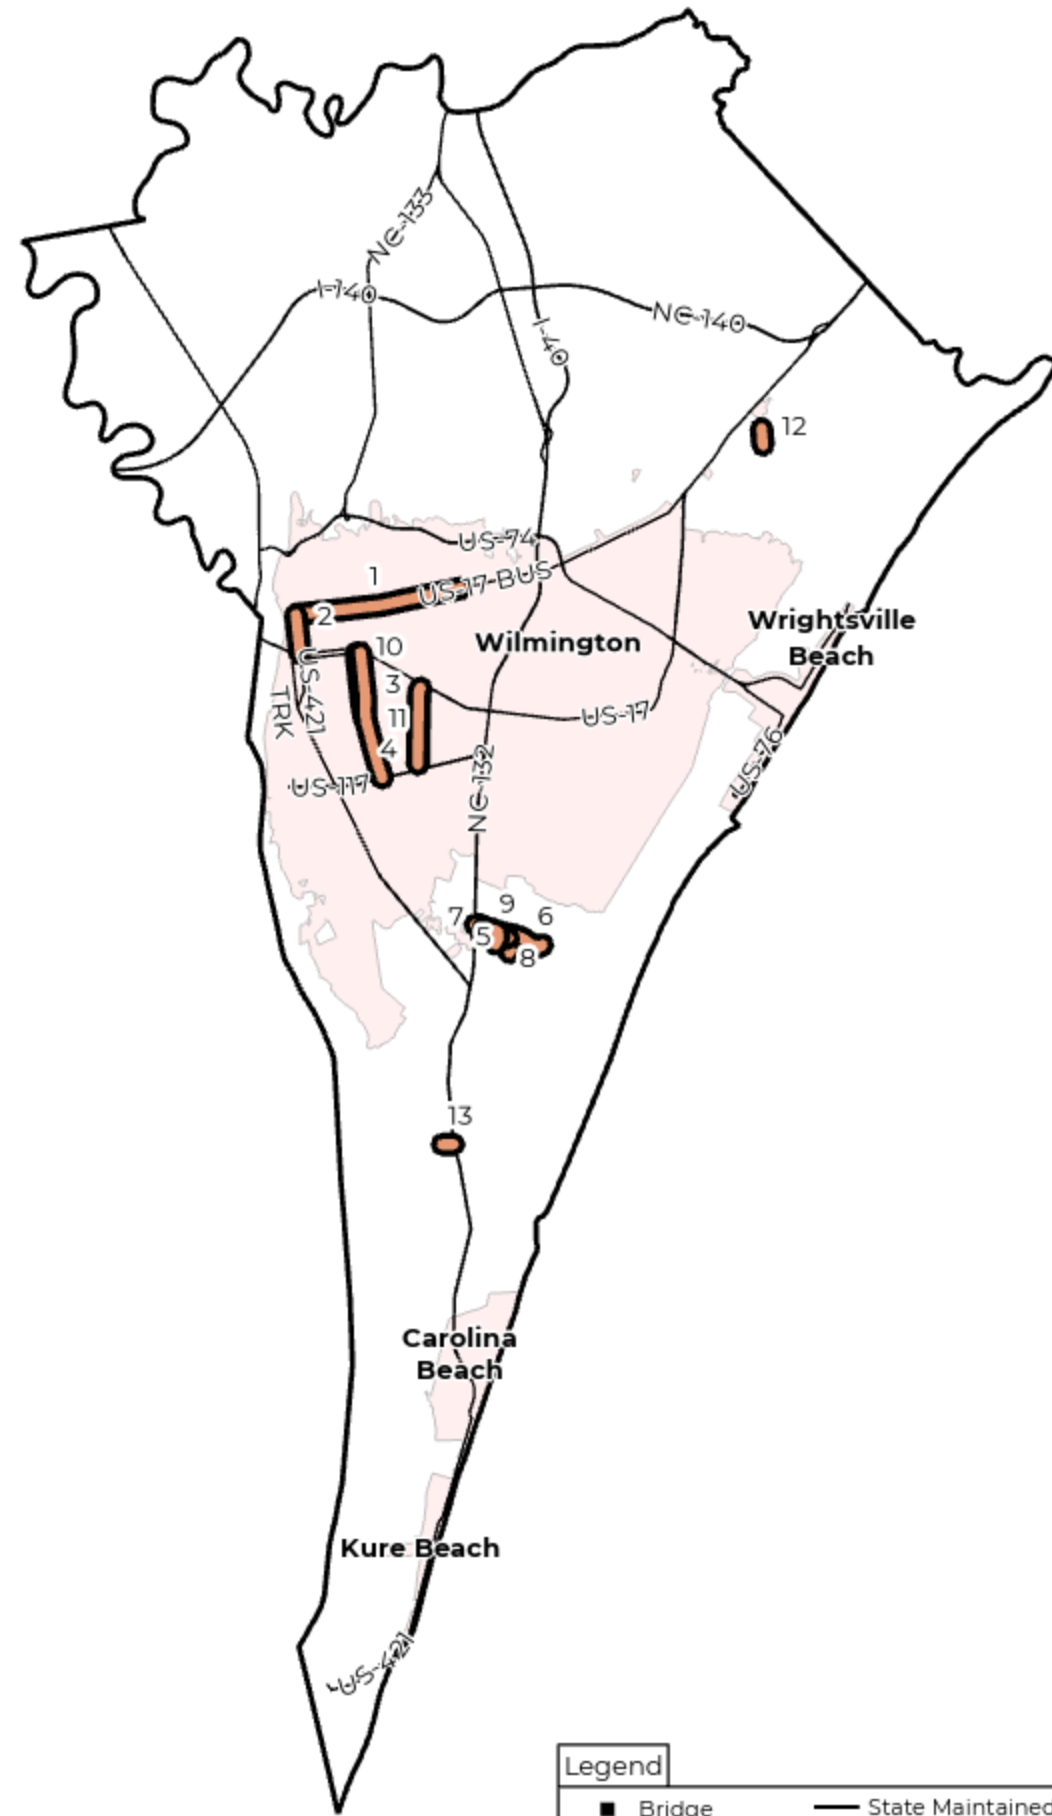 NC-133
I-140
NC-140
I-40
12
US-74
1
US-17-BUS
2
Wrightsville
Beach
Wilmington
10
3
US-421
TRK
11
US-17
4
US-76
US-117
NC-132
9
7
6
5
8
13
Carolina
Beach
Kure Beach
US-421
Legend
Bridge
State Maintained